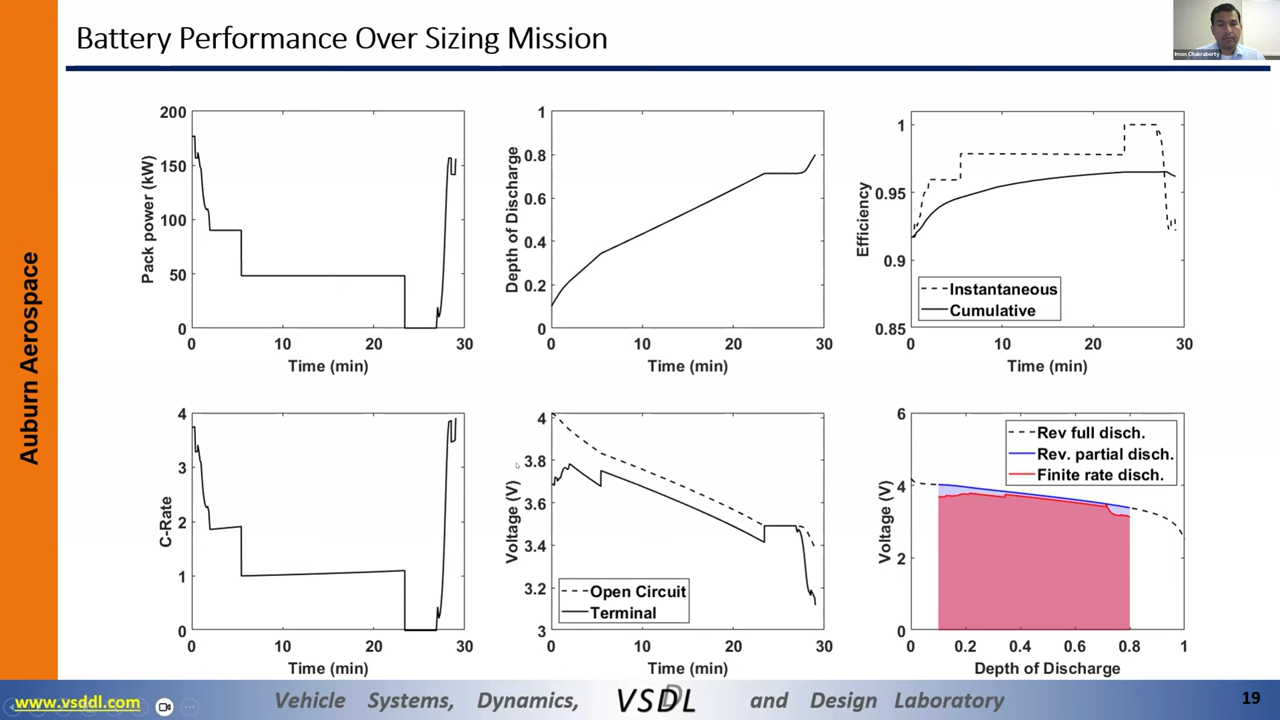 Battery Performance Over Sizing Mission
Imon Chakraborty
Auburn Aerospace
200
150
100
50
0
Pack power (kW)
0
10
20
30
Time (min)
1
0.8
0.6
0.4
0.2
0
Depth of Discharge
0
10
20
30
Time (min)
1
0.95
0.9
0.85
Efficiency
Instantaneous
Cumulative
0
10
20
30
Time (min)
4
3
2
1
0
C-Rate
0
10
20
30
Time (min)
4
3.8
3.6
3.4
3.2
3
Voltage (V)
Open Circuit
Terminal
0
10
20
30
Time (min)
6
4
2
0
Voltage (V)
Rev full disch.
Rev. partial disch.
Finite rate disch.
0
0.2
0.4
0.6
0.8
1
Depth of Discharge
www.vsddl.com
Vehicle Systems, Dynamics, VSDDL and Design Laboratory
19